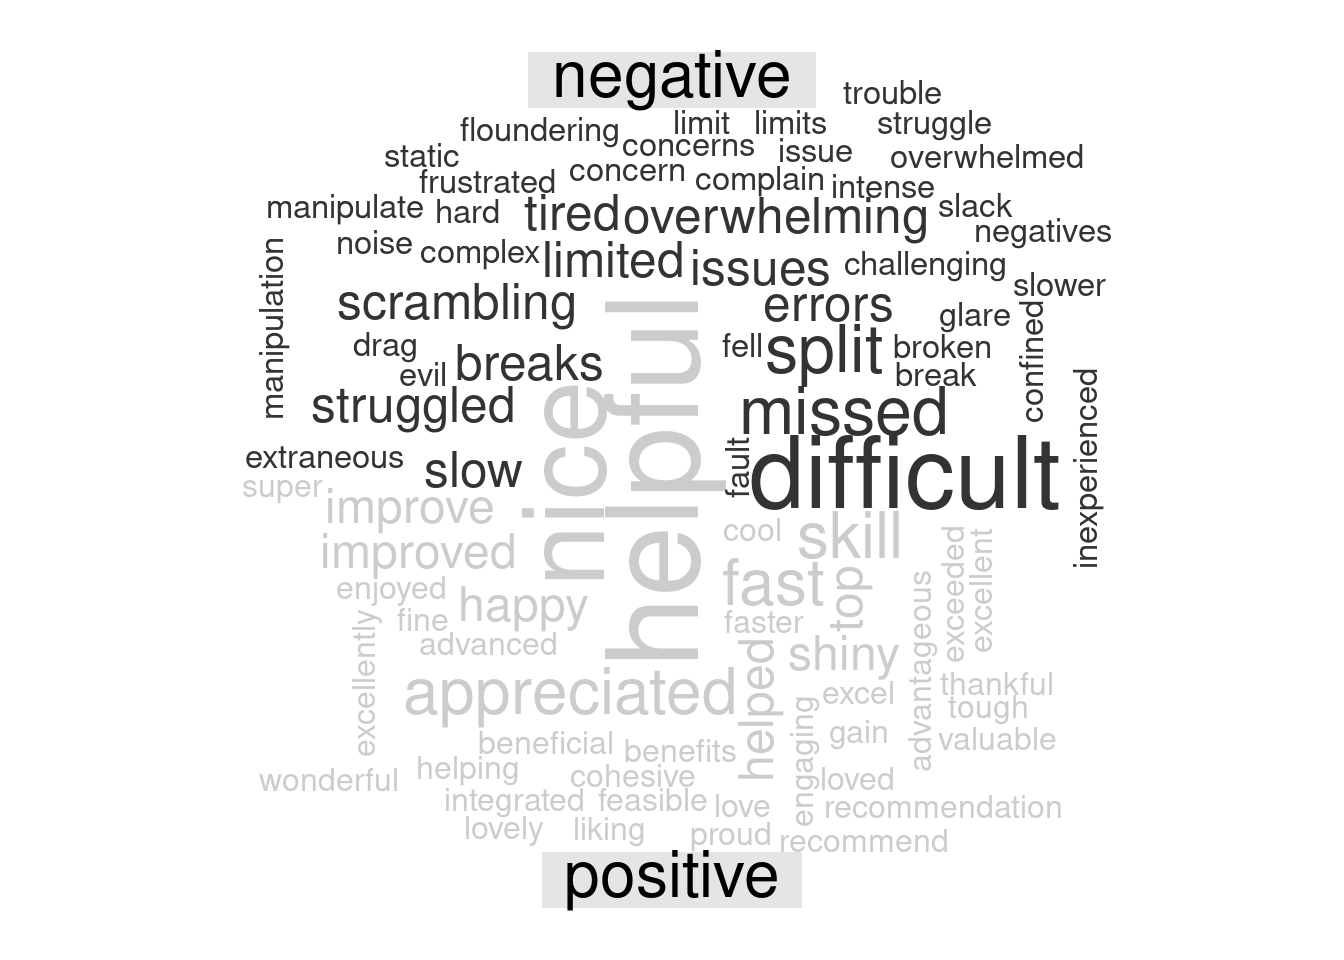 negative
trouble
floundering limit limits struggle
static concerns issue overwhelmed
frustrated concern complain intense
manipulate hard tired overwhelming slack
noise complex limited issues challenging negatives
manipulation scrambling errors slower
drag breaks fell split broken glare confined
evil break
struggled nice helpful missed
extraneous slow fault difficult inexperienced
super improve cool skill
improved fast top exceeded excellent
enjoyed happy
fine faster
advanced shiny advantageous
excellently appreciated helped excel thankful
tough
beneficial benefits engaging gain valuable
wonderful helping cohesive loved
integrated feasible love recommendation
lovely liking proud recommend
positive